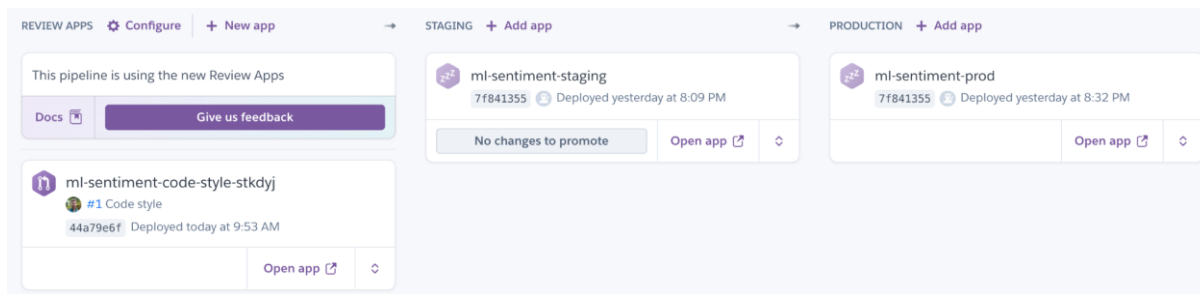 REVIEW APPS Configure + New app →
This pipeline is using the new Review Apps
Docs Give us feedback
ml-sentiment-code-style-stkdyj
#1 Code style
44a79e6f Deployed today at 9:53 AM
Open app
STAGING + Add app →
zzz ml-sentiment-staging
7f841355 Deployed yesterday at 8:09 PM
No changes to promote Open app
PRODUCTION + Add app
zzz ml-sentiment-prod
7f841355 Deployed yesterday at 8:32 PM
Open app